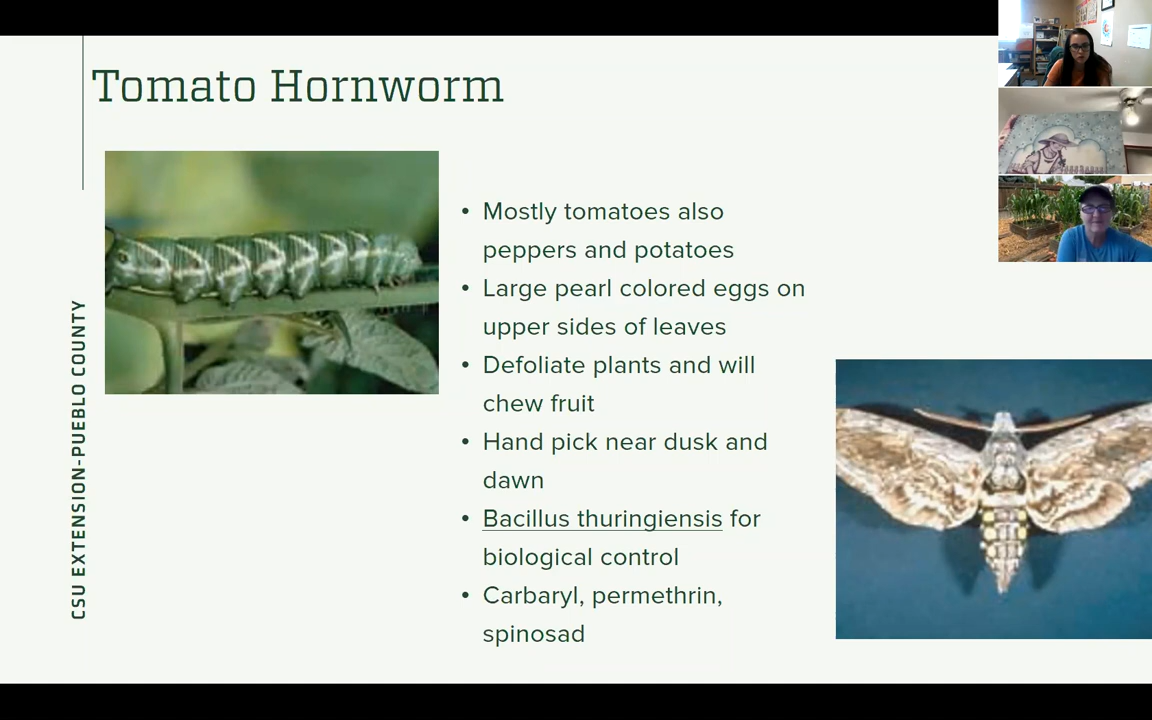 Tomato Hornworm
• Mostly tomatoes also
peppers and potatoes
• Large pearl colored eggs on
upper sides of leaves
• Defoliate plants and will
chew fruit
• Hand pick near dusk and
dawn
• Bacillus thuringiensis for
biological control
• Carbaryl, permethrin,
spinosad
CSU EXTENSION-PUEBLO COUNTY